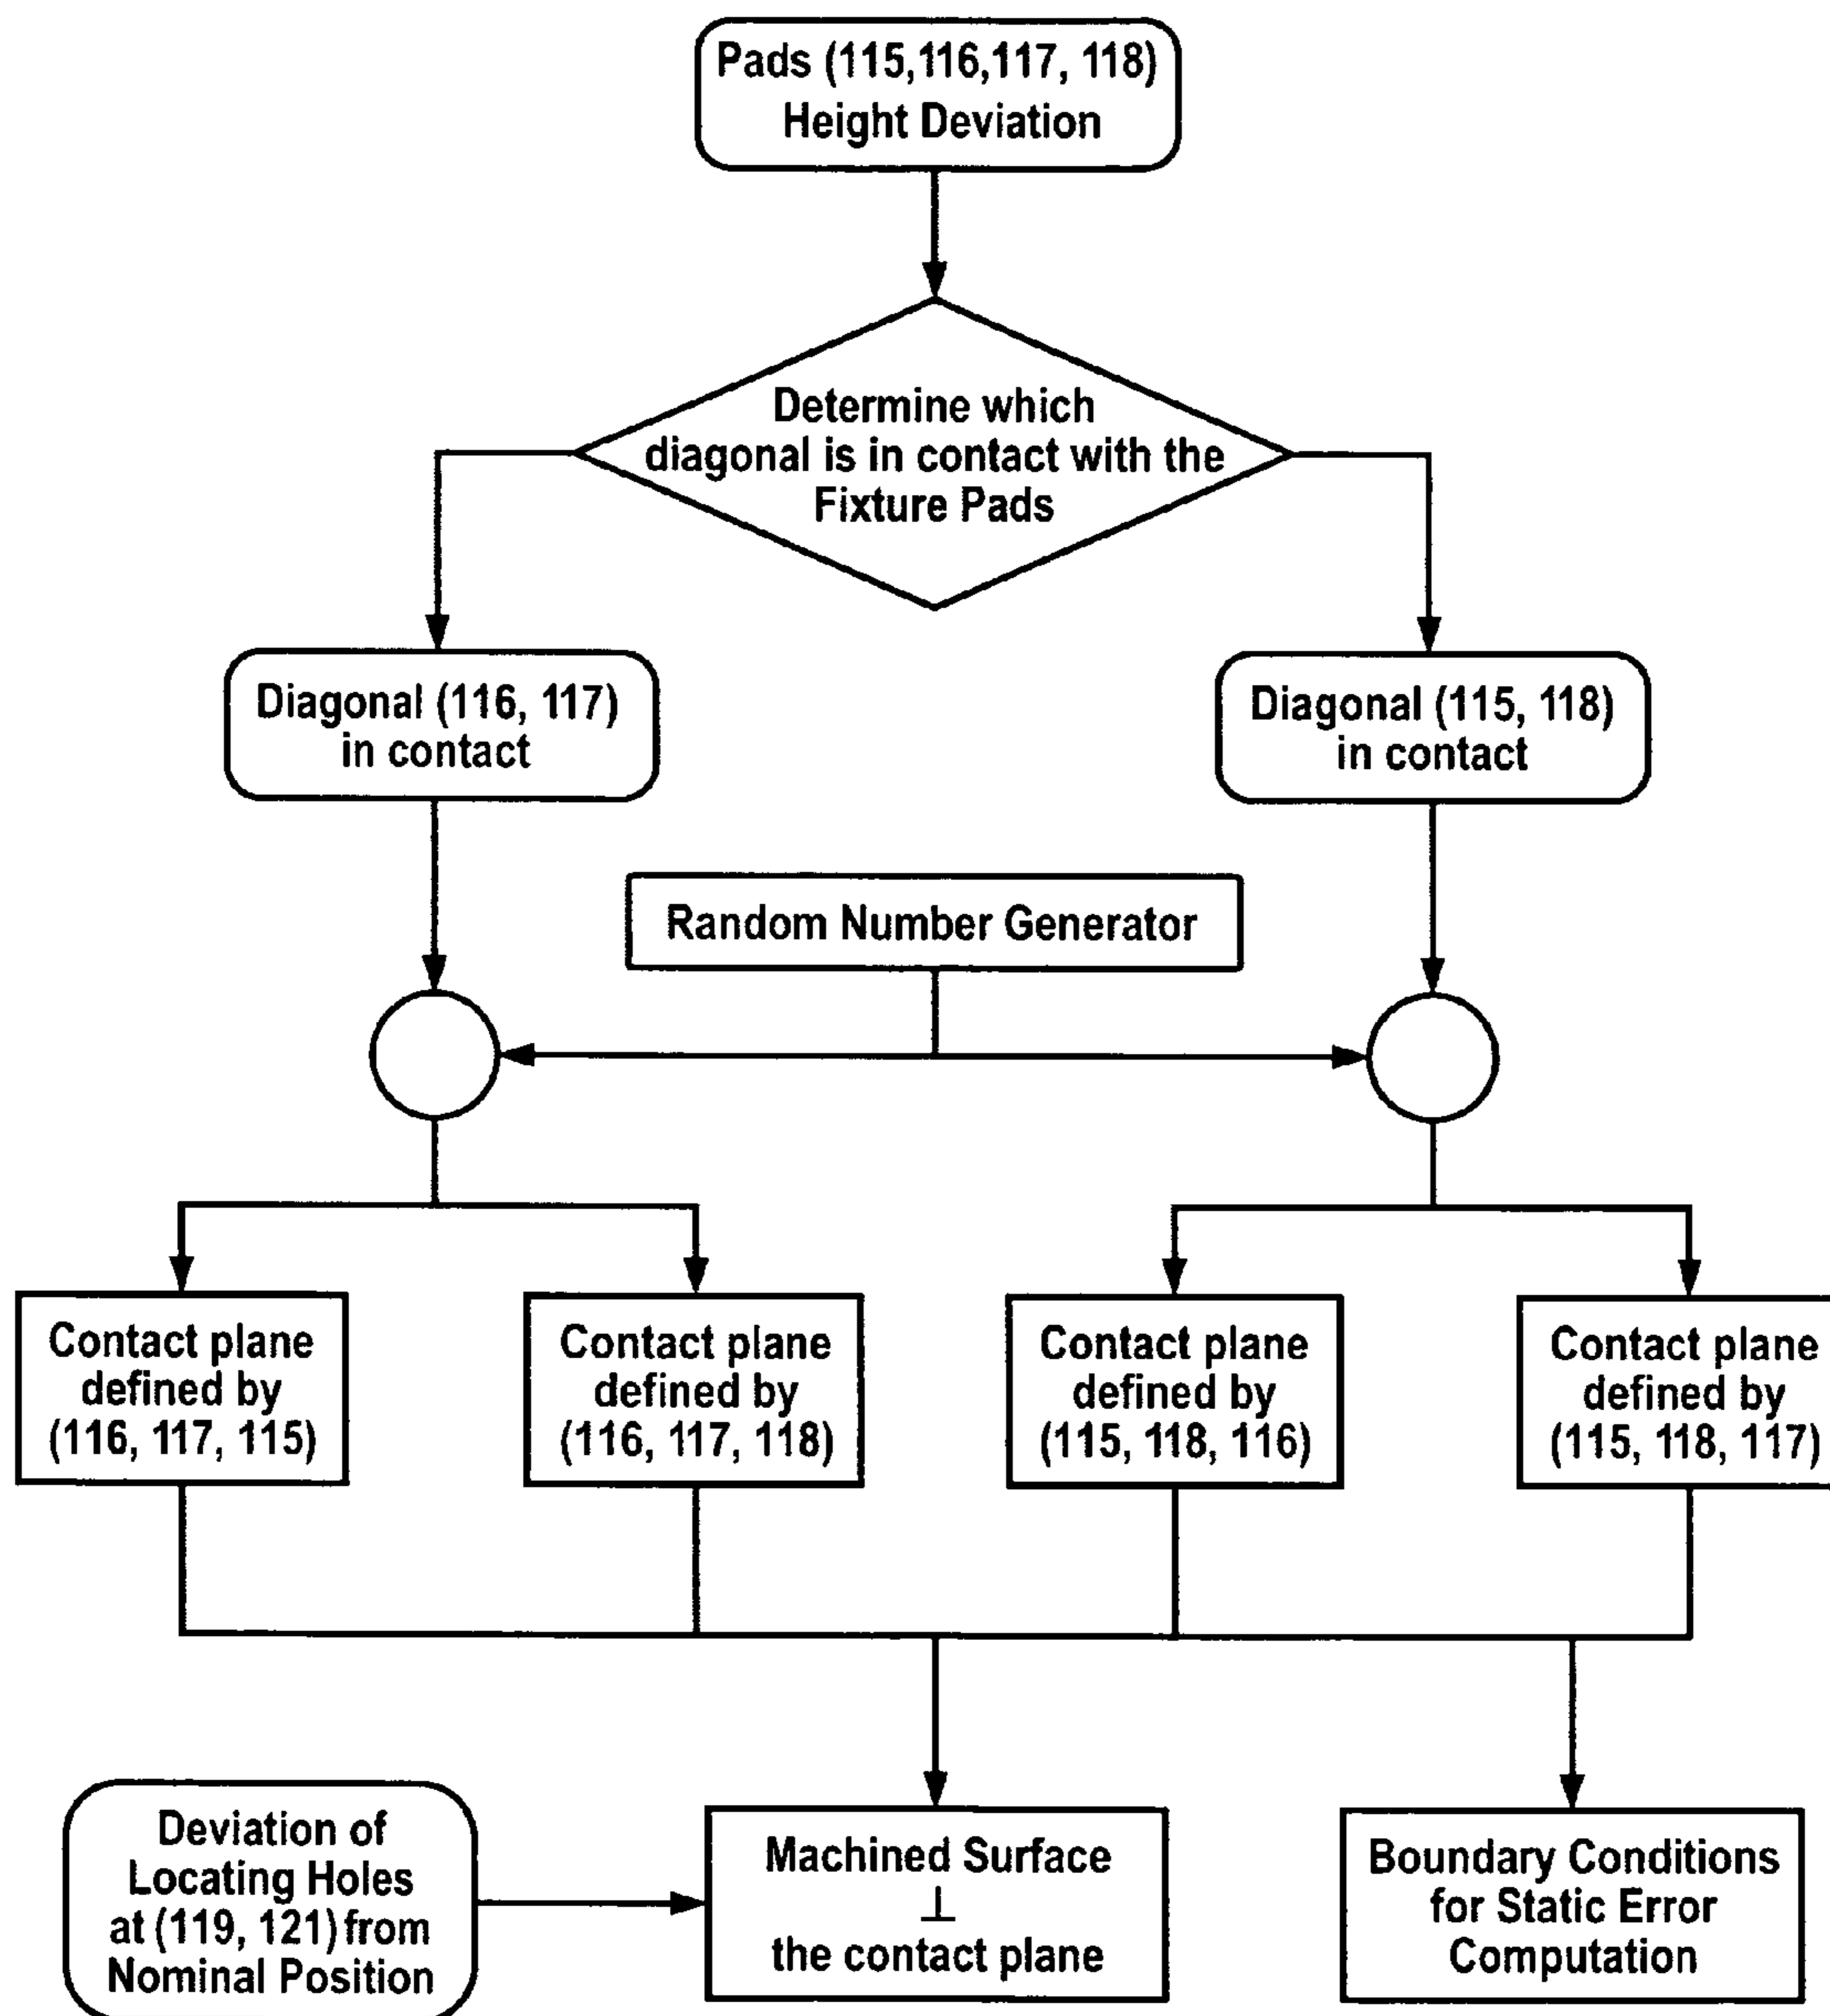 Pads (115,116,117, 118)
Height Deviation
Determine which
diagonal is in contact with the
Fixture Pads
Diagonal (116, 117)
in contact
Diagonal (115, 118)
in contact
Random Number Generator
Contact plane
defined by
(116, 117, 115)
Contact plane
defined by
(116, 117, 118)
Contact plane
defined by
(115, 118, 116)
Contact plane
defined by
(115, 118, 117)
Deviation of
Locating Holes
at (119, 121) from
Nominal Position
Machined Surface
⊥
the contact plane
Boundary Conditions
for Static Error
Computation